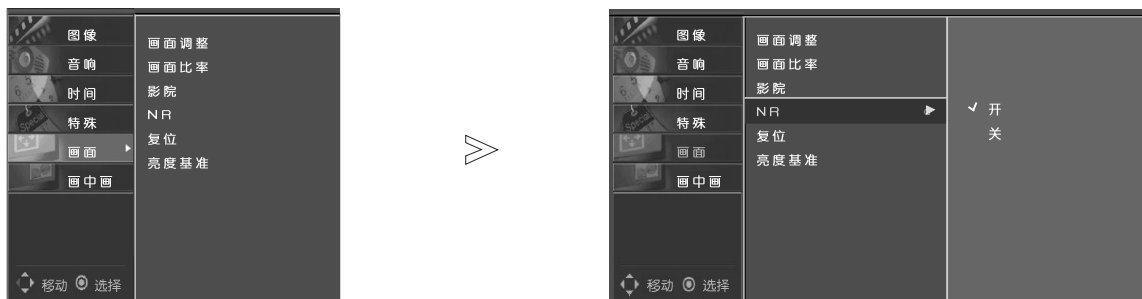 图像
音响
时间
特殊
画面
画中画
画面调整
画面比率
影院
NR
复位
亮度基准
移动 选择
图像
音响
时间
特殊
画面
画中画
画面调整
画面比率
影院
NR
复位
亮度基准
开
关
移动 选择